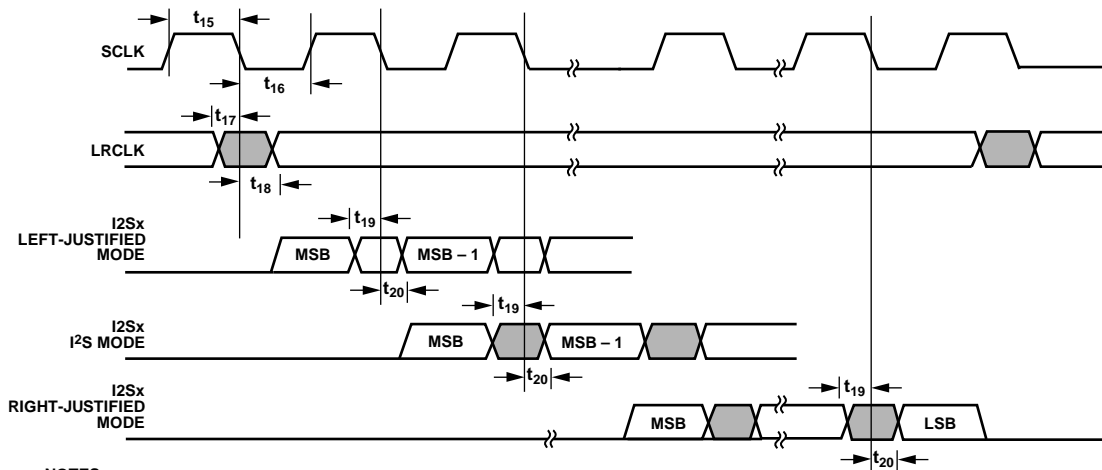 t15
SCLK
t16
t17
LRCLK
t18
I2Sx
LEFT-JUSTIFIED
MODE
t19
MSB
MSB – 1
t20
I2Sx
I²S MODE
t19
MSB
MSB – 1
t20
I2Sx
RIGHT-JUSTIFIED
MODE
t19
MSB
LSB
t20